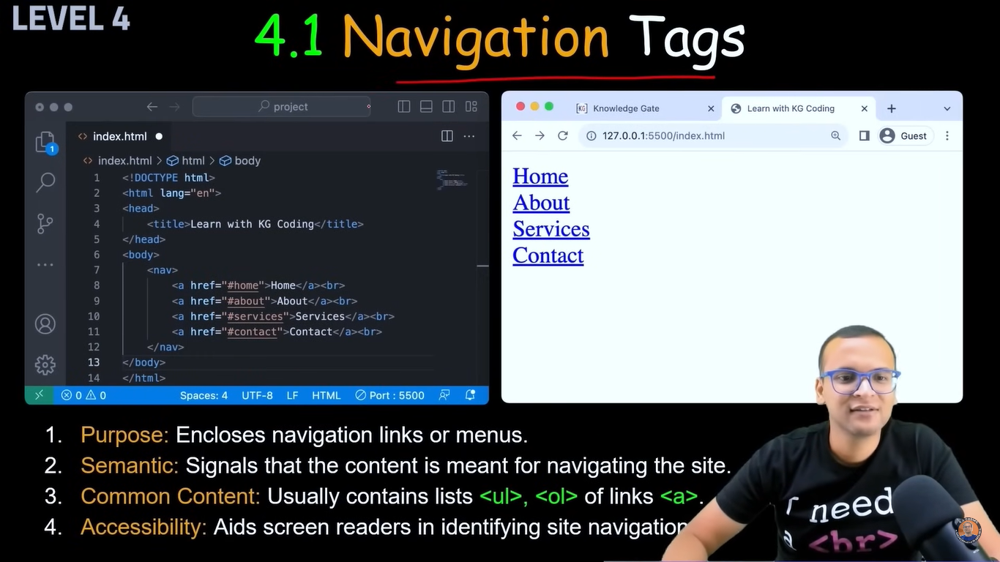 LEVEL 4
4.1 Navigation Tags
project
index.html
index.html > html > body
1 <!DOCTYPE html>
2 <html lang="en">
3 <head>
4 <title>Learn with KG Coding</title>
5 </head>
6 <body>
7 <nav>
8 <a href="#home">Home</a><br>
9 <a href="#about">About</a><br>
10 <a href="#services">Services</a><br>
11 <a href="#contact">Contact</a><br>
12 </nav>
13 </body>
14 </html>
1
0 0 Spaces: 4 UTF-8 LF HTML Port : 5500
KG Knowledge Gate Learn with KG Coding
127.0.0.1:5500/index.html Guest
Home
About
Services
Contact
1. Purpose: Encloses navigation links or menus.
2. Semantic: Signals that the content is meant for navigating the site.
3. Common Content: Usually contains lists <ul>, <ol> of links <a>.
4. Accessibility: Aids screen readers in identifying site navigation
I need
a <br>